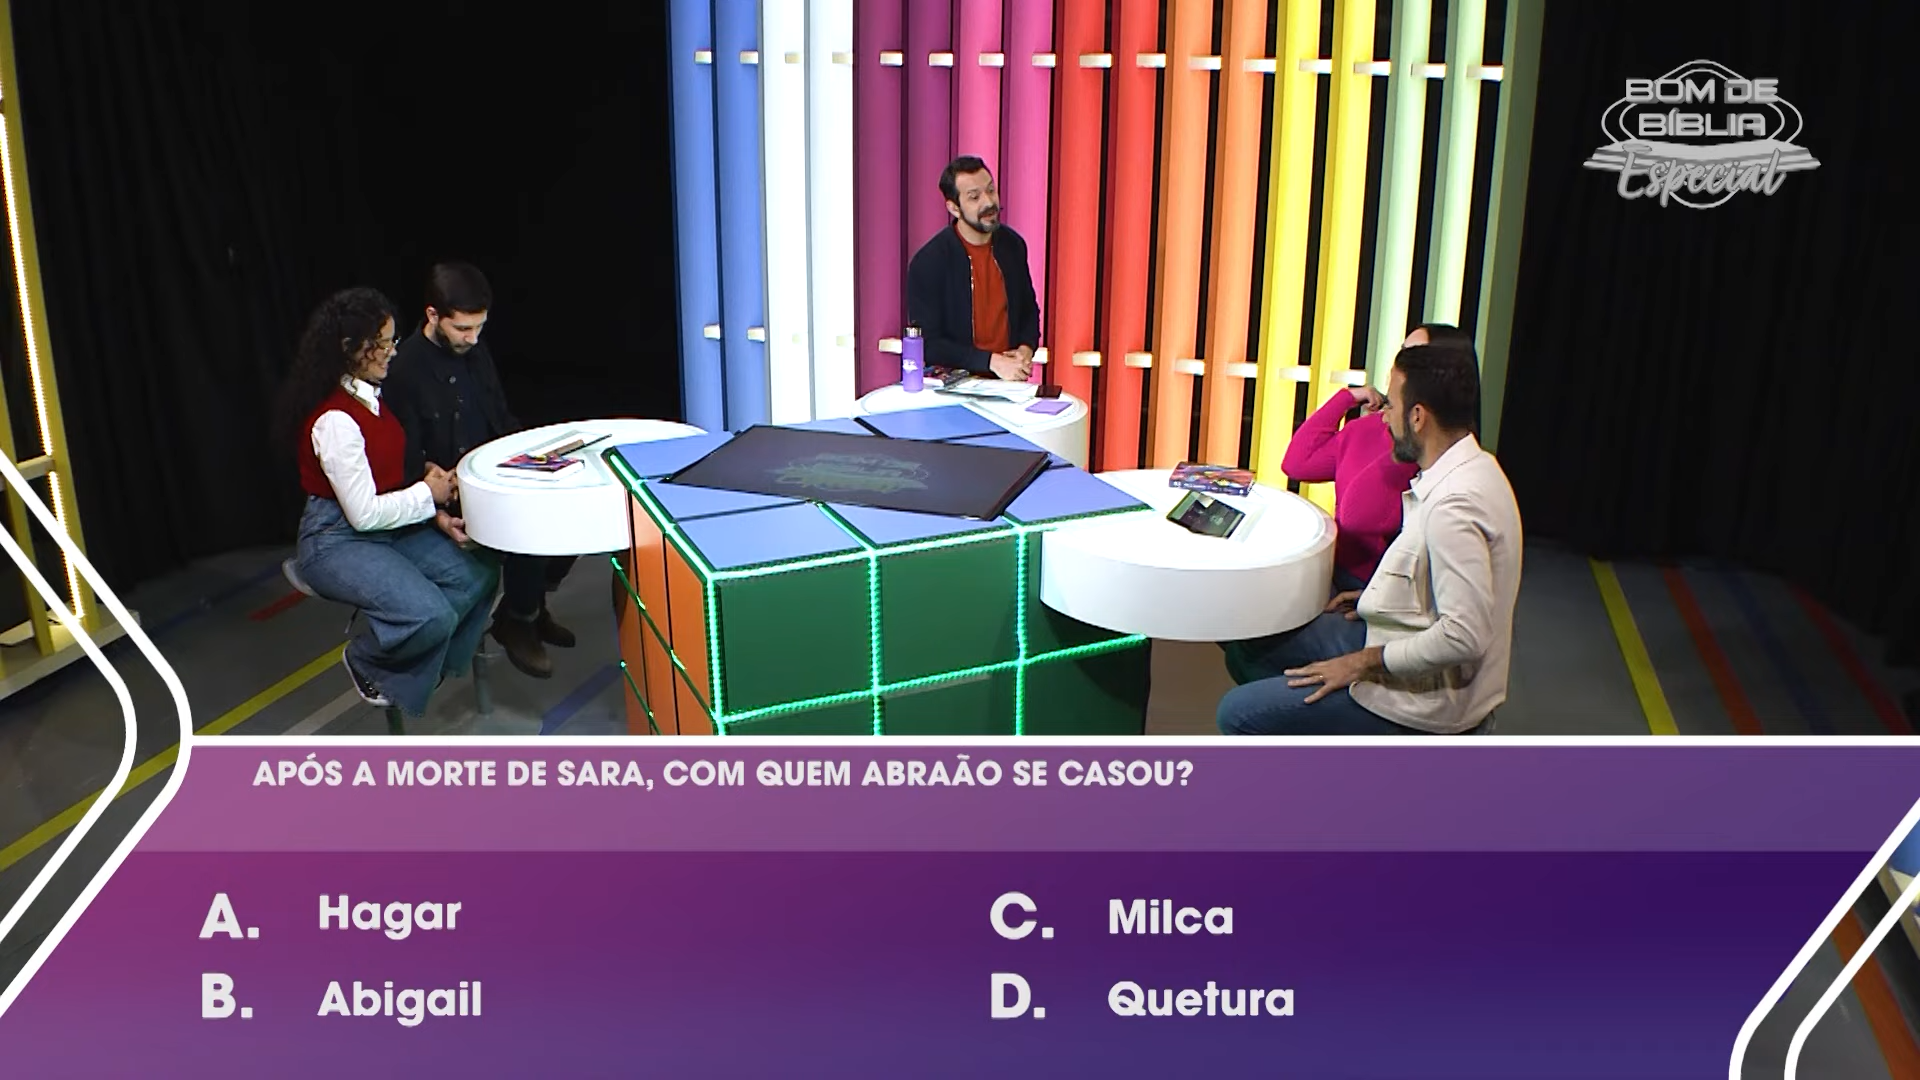 BOM DE
BÍBLIA
Especial
APÓS A MORTE DE SARA, COM QUEM ABRAÃO SE CASOU?
A. Hagar
B. Abigail
C. Milca
D. Quetura